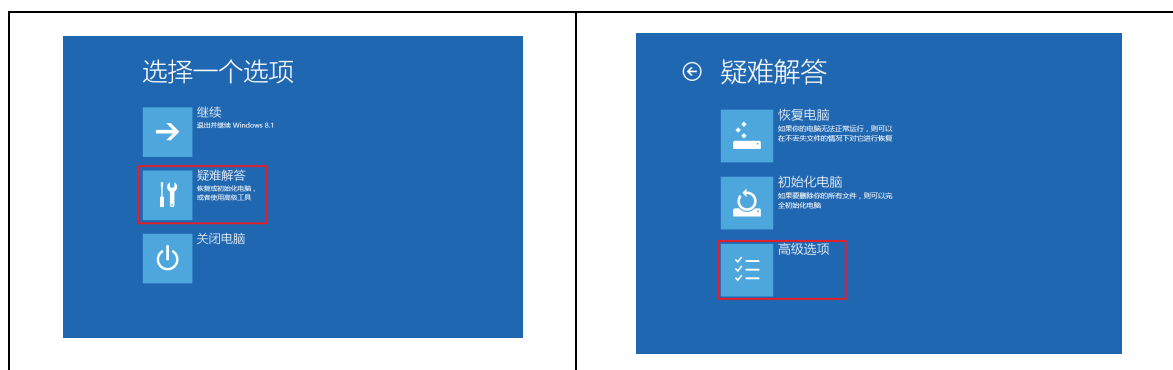 选择一个选项
继续
退出并继续 Windows 8.1
疑难解答
恢复或初始化电脑，
或者使用高级工具
关闭电脑
疑难解答
恢复电脑
如果你的电脑无法正常运行，则可以
在不丢失文件的情况下对它进行恢复
初始化电脑
如果要删除你的所有文件，则可以完
全初始化电脑
高级选项